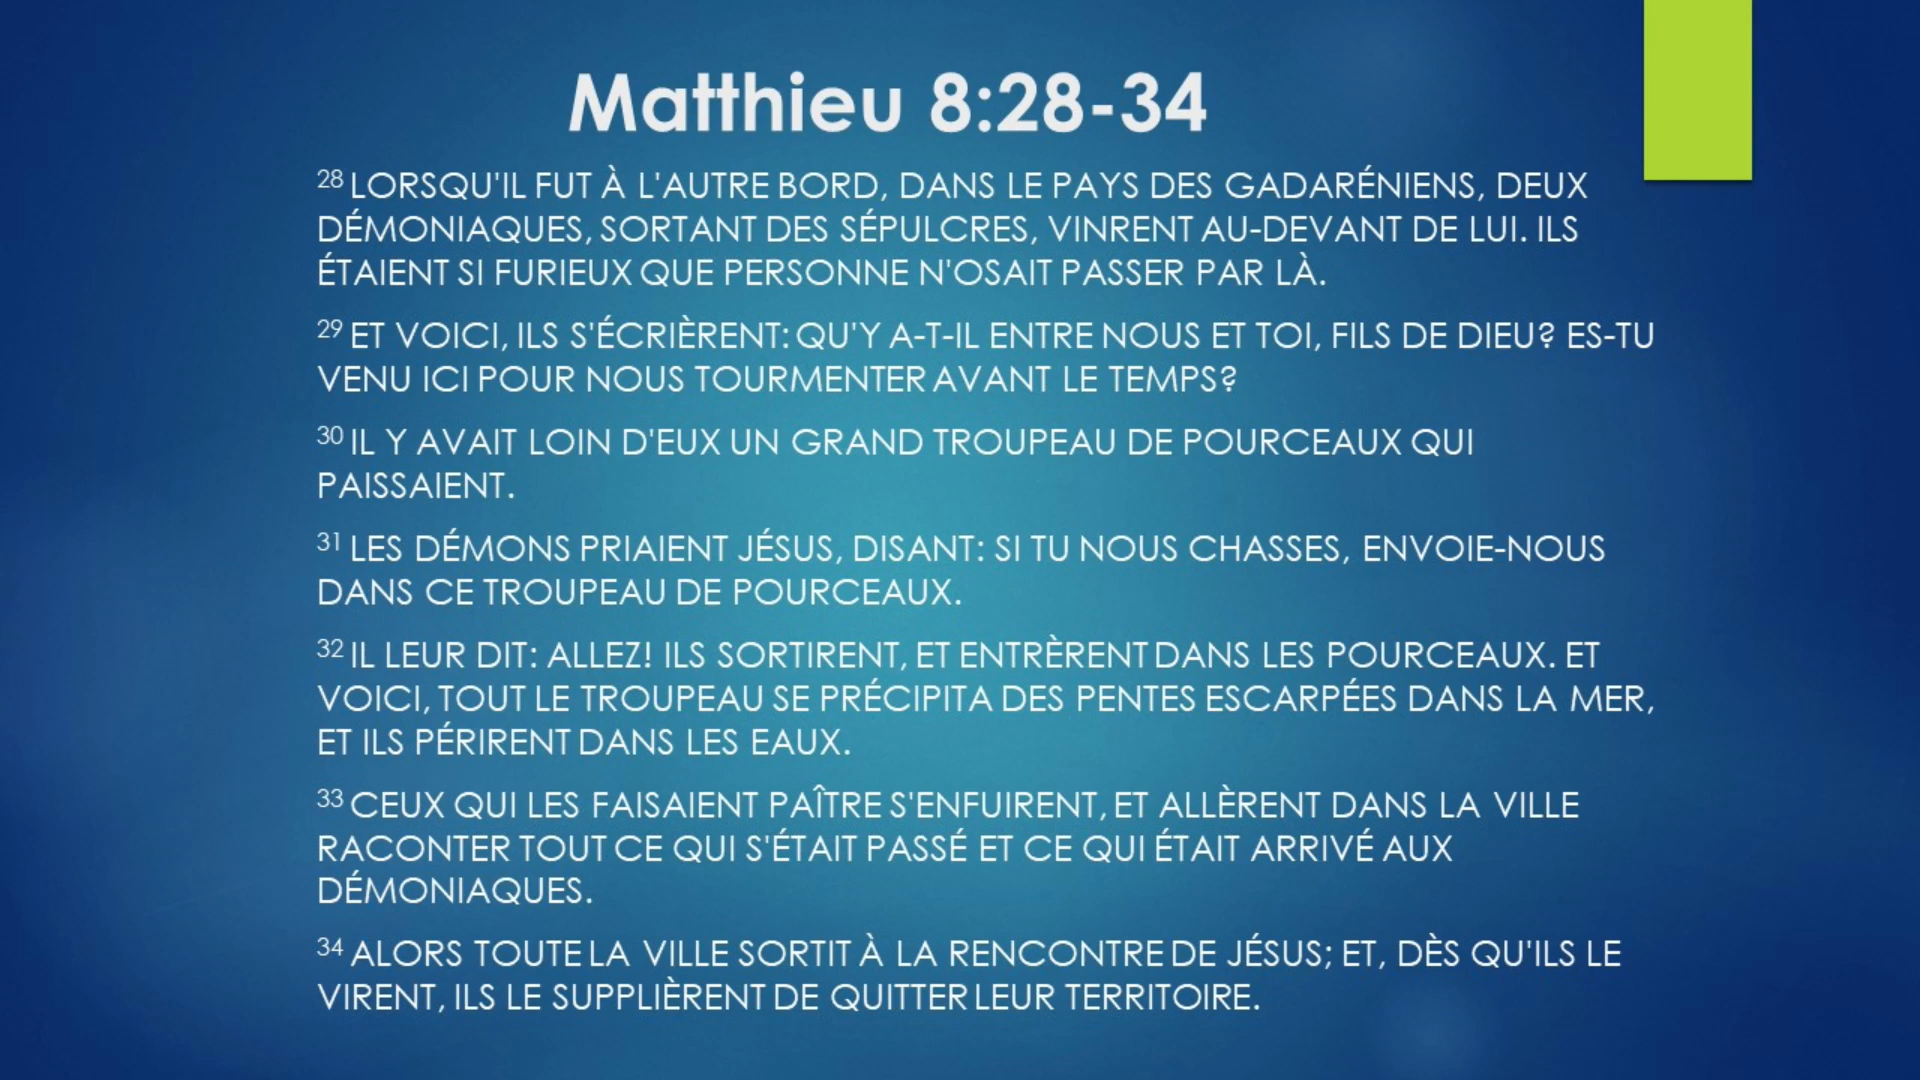 Matthieu 8:28-34
28 LORSQU'IL FUT À L'AUTRE BORD, DANS LE PAYS DES GADARÉNIENS, DEUX
DÉMONIAQUES, SORTANT DES SÉPULCRES, VINRENT AU-DEVANT DE LUI. ILS
ÉTAIENT SI FURIEUX QUE PERSONNE N'OSAIT PASSER PAR LÀ.
29 ET VOICI, ILS S'ÉCRIÈRENT: QU'Y A-T-IL ENTRE NOUS ET TOI, FILS DE DIEU? ES-TU
VENU ICI POUR NOUS TOURMENTER AVANT LE TEMPS?
30 IL Y AVAIT LOIN D'EUX UN GRAND TROUPEAU DE POURCEAUX QUI
PAISSAIENT.
31 LES DÉMONS PRIAIENT JÉSUS, DISANT: SI TU NOUS CHASSES, ENVOIE-NOUS
DANS CE TROUPEAU DE POURCEAUX.
32 IL LEUR DIT: ALLEZ! ILS SORTIRENT, ET ENTRÈRENT DANS LES POURCEAUX. ET
VOICI, TOUT LE TROUPEAU SE PRÉCIPITA DES PENTES ESCARPÉES DANS LA MER,
ET ILS PÉRIRENT DANS LES EAUX.
33 CEUX QUI LES FAISAIENT PAÎTRE S'ENFUIRENT, ET ALLÈRENT DANS LA VILLE
RACONTER TOUT CE QUI S'ÉTAIT PASSÉ ET CE QUI ÉTAIT ARRIVÉ AUX
DÉMONIAQUES.
34 ALORS TOUTE LA VILLE SORTIT À LA RENCONTRE DE JÉSUS; ET, DÈS QU'ILS LE
VIRENT, ILS LE SUPPLIÈRENT DE QUITTER LEUR TERRITOIRE.